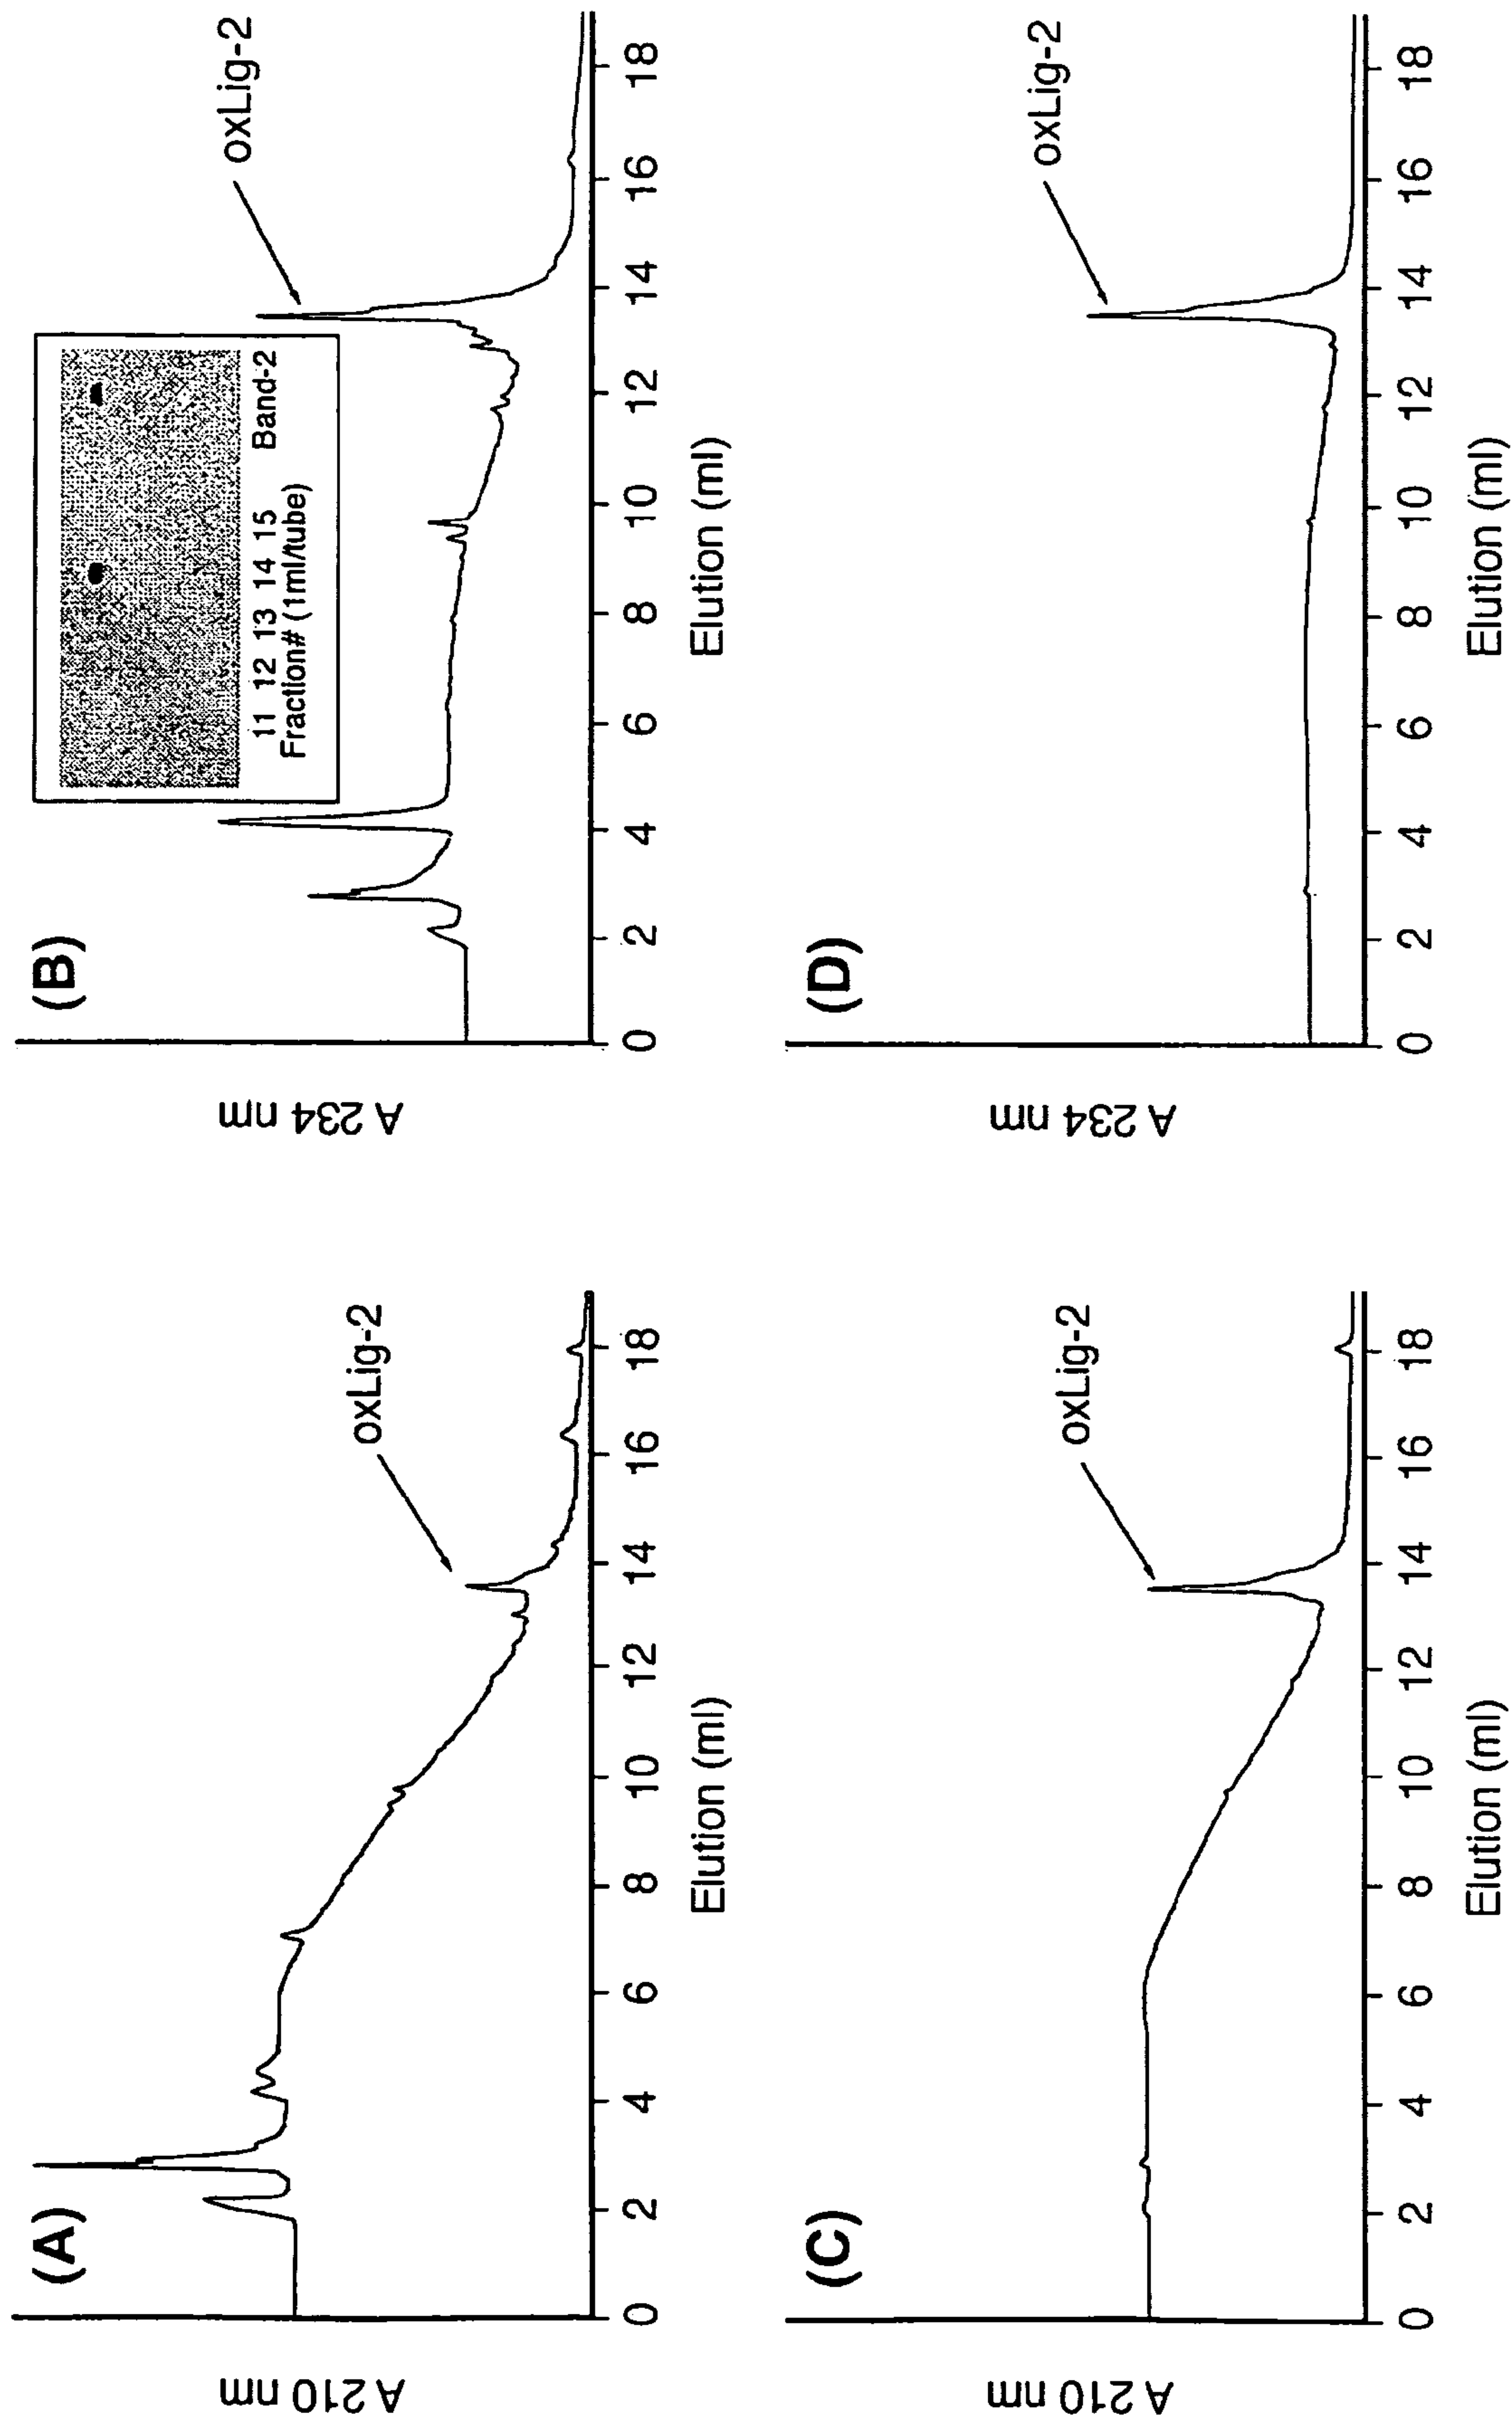 (A)
A 210 nm
oxLig-2
0 2 4 6 8 10 12 14 16 18
Elution (ml)
(B)
A 234 nm
11 12 13 14 15 Band-2
Fraction# (1ml/tube)
oxLig-2
0 2 4 6 8 10 12 14 16 18
Elution (ml)
(C)
A 210 nm
oxLig-2
0 2 4 6 8 10 12 14 16 18
Elution (ml)
(D)
A 234 nm
oxLig-2
0 2 4 6 8 10 12 14 16 18
Elution (ml)